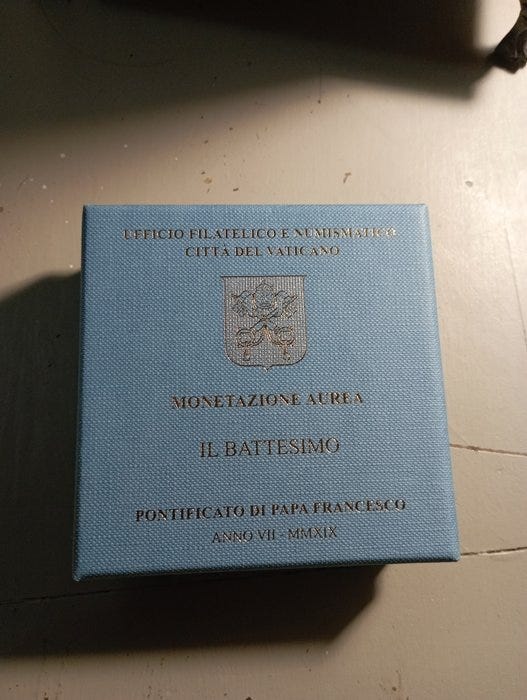 UFFICIO FILATELICO E NUMISMATICO
CITTÀ DEL VATICANO
MONETAZIONE AUREA
IL BATTESIMO
PONTIFICATO DI PAPA FRANCESCO
ANNO VII - MMXIX